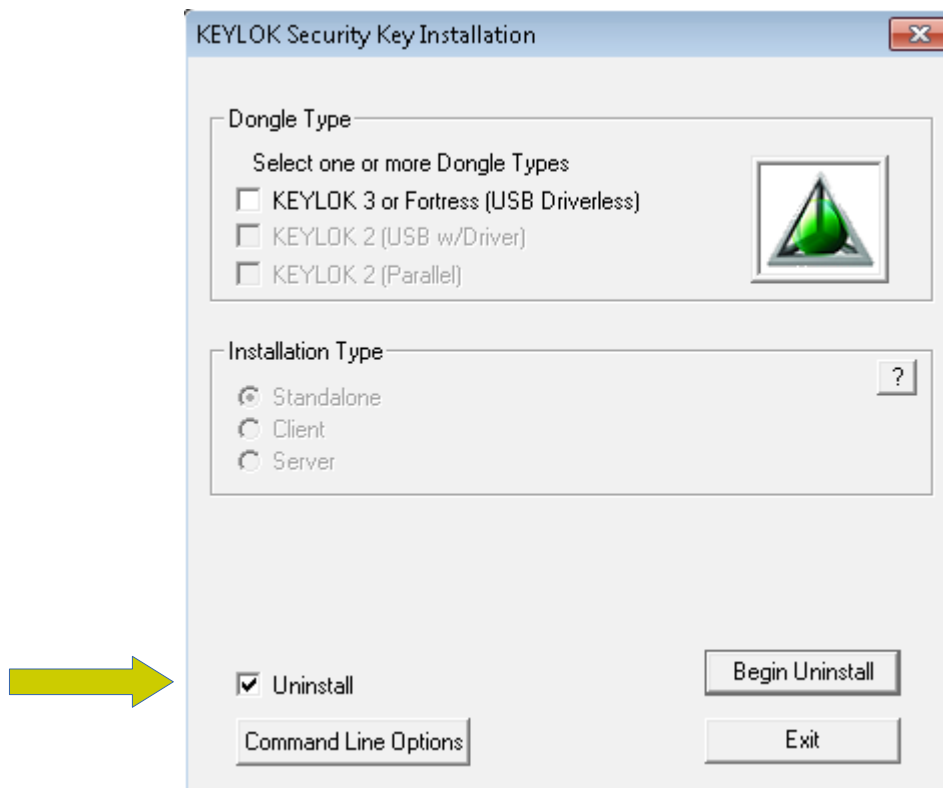 KEYLOK Security Key Installation
Dongle Type
Select one or more Dongle Types
KEYLOK 3 or Fortress (USB Driverless)
KEYLOK 2 (USB w/Driver)
KEYLOK 2 (Parallel)
Installation Type
?
Standalone
Client
Server
Uninstall
Begin Uninstall
Command Line Options
Exit